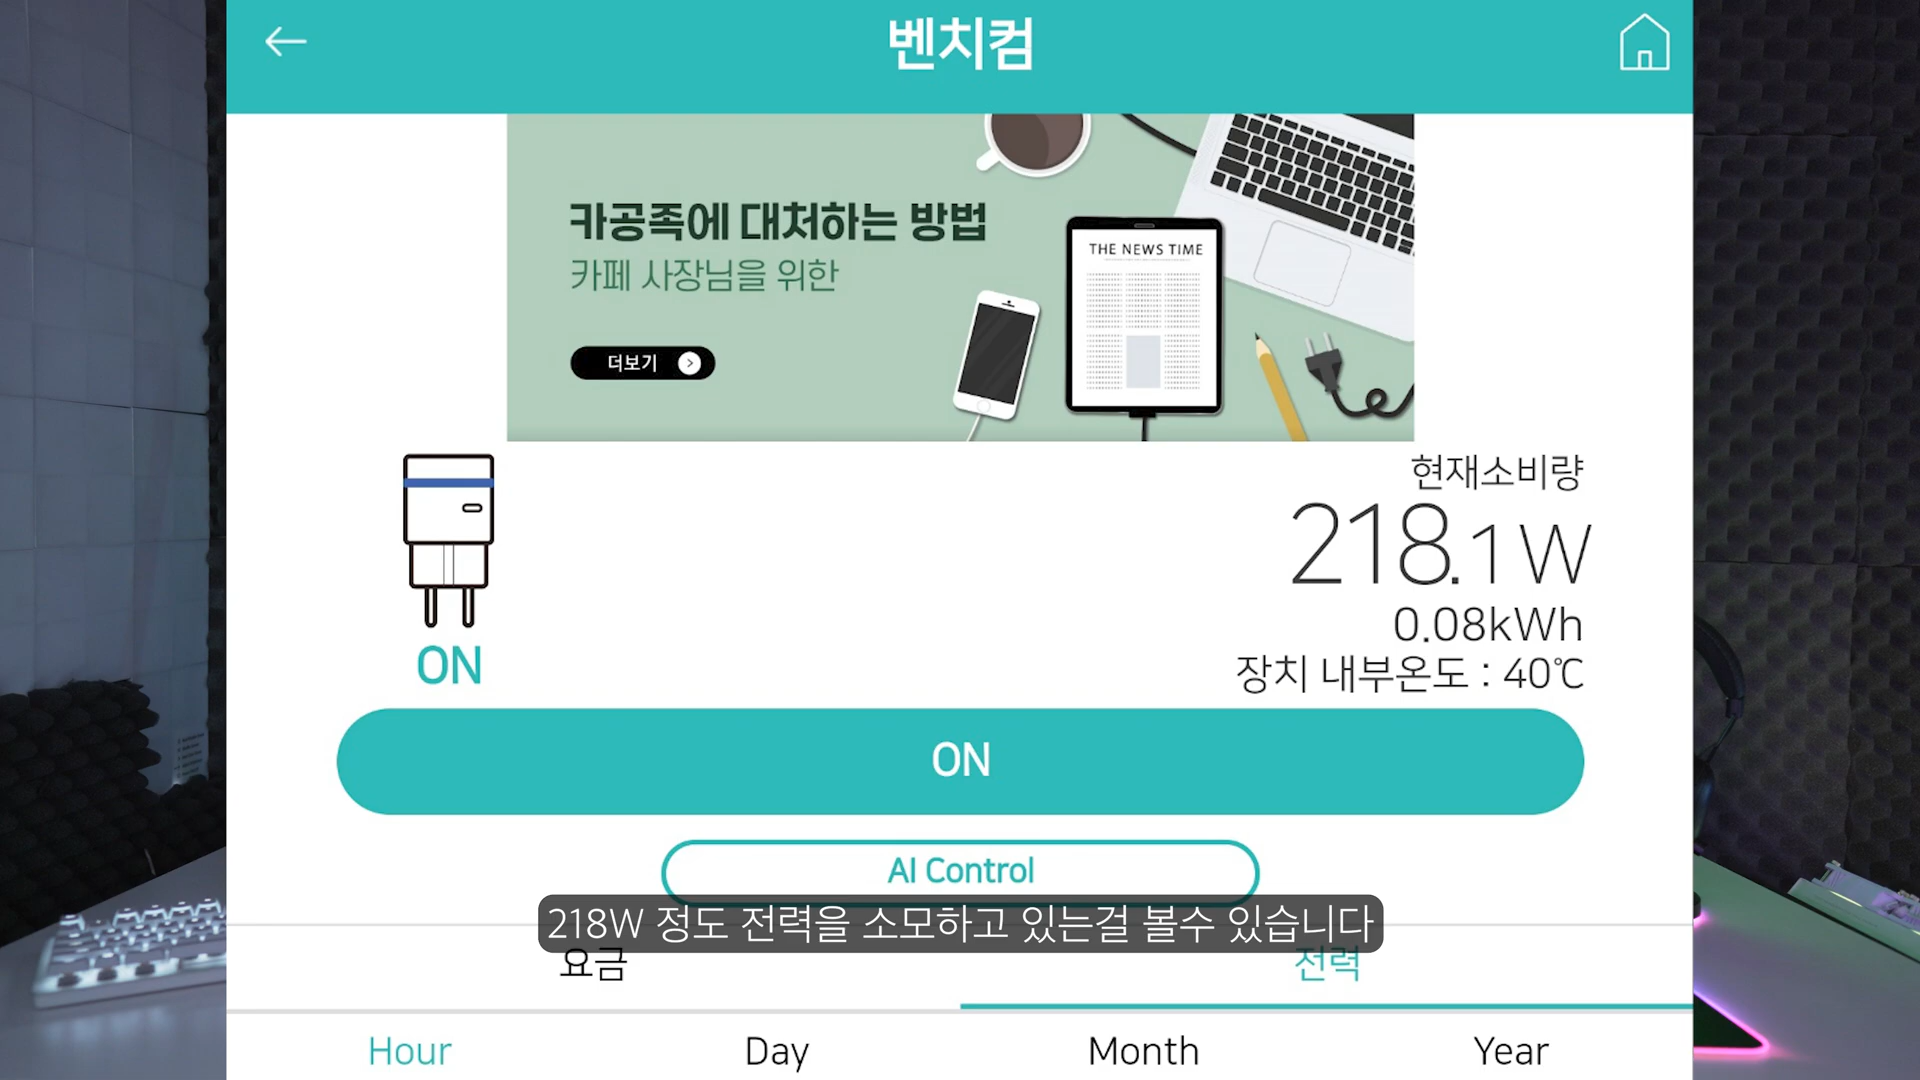 벤치컴
카공족에 대처하는 방법
카페 사장님을 위한
더보기
THE NEWS TIME
현재소비량
218.1 W
0.08kWh
장치 내부온도 : 40℃
ON
ON
AI Control
218W 정도 전력을 소모하고 있는걸 볼수 있습니다
요금
전력
Hour
Day
Month
Year